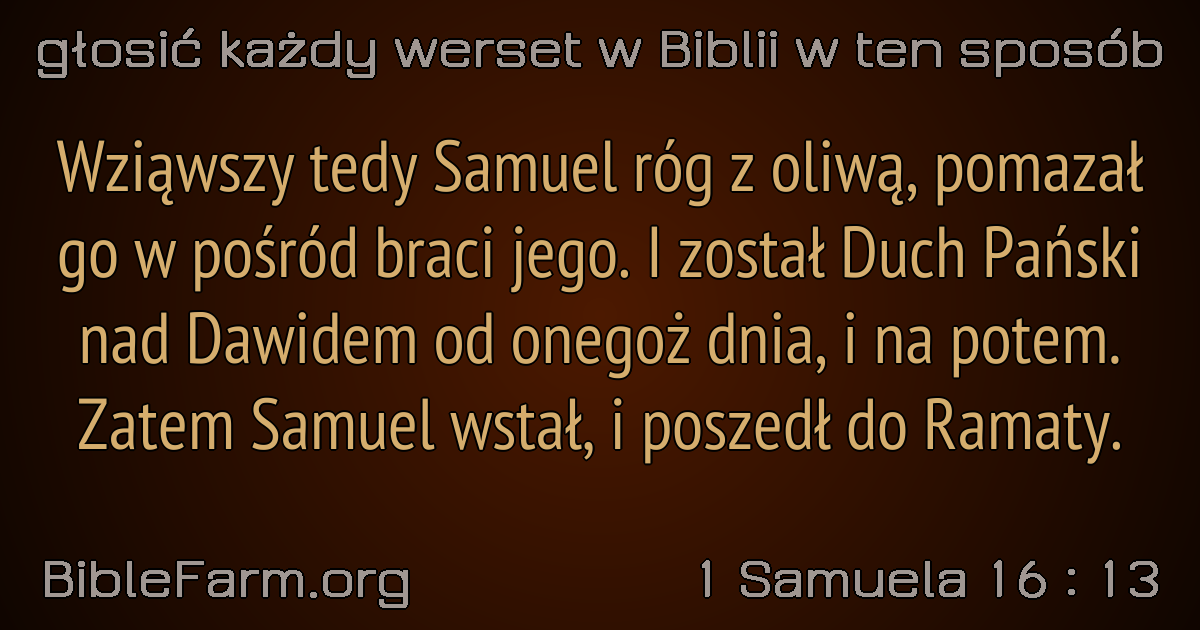 głosić każdy werset w Biblii w ten sposób
Wziąwszy tedy Samuel róg z oliwą, pomazał
go w pośród braci jego. I został Duch Pański
nad Dawidem od onegoż dnia, i na potem.
Zatem Samuel wstał, i poszedł do Ramaty.
BibleFarm.org
1 Samuela 16 : 13